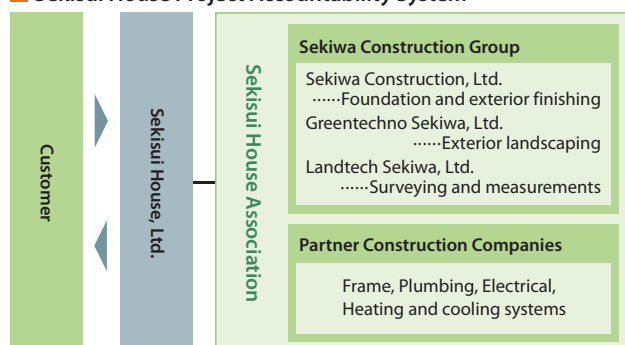 Sekisui House Project Accountability System
Customer
Sekisui House, Ltd.
Sekisui House Association
Sekiwa Construction Group
Sekiwa Construction, Ltd.
······Foundation and exterior finishing
Greentechno Sekiwa, Ltd.
······Exterior landscaping
Landtech Sekiwa, Ltd.
······Surveying and measurements
Partner Construction Companies
Frame, Plumbing, Electrical,
Heating and cooling systems